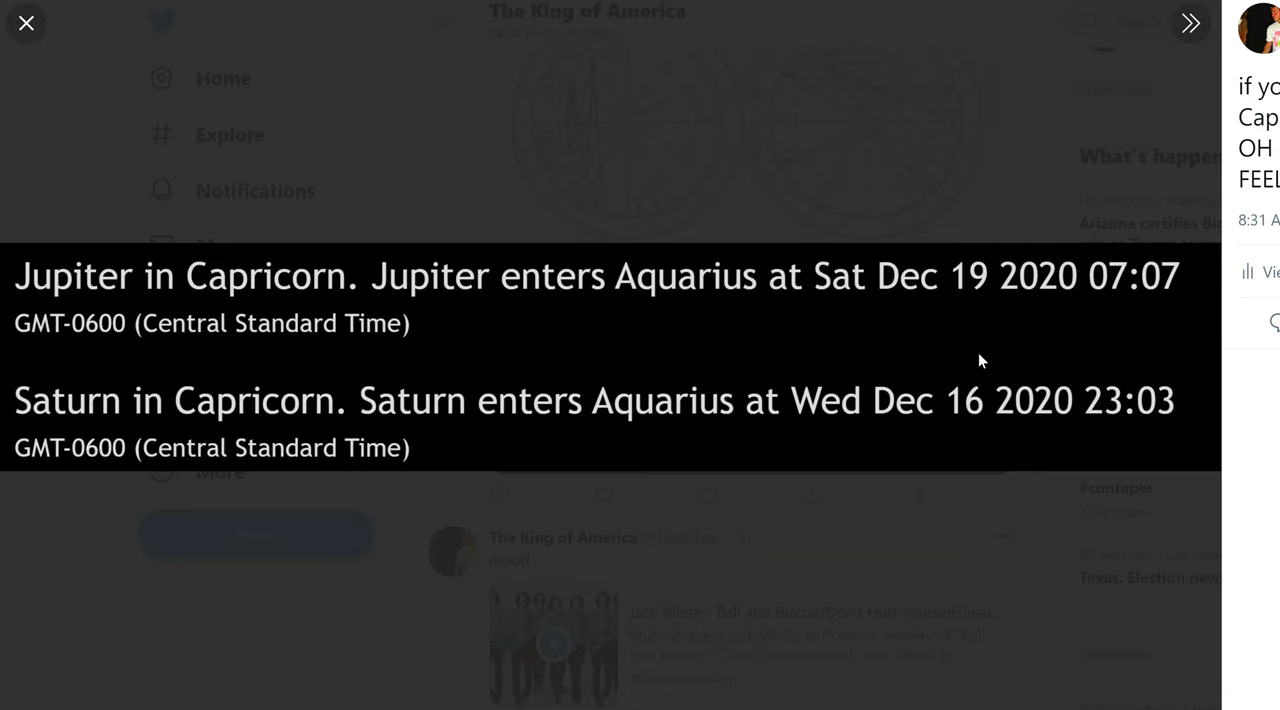 The King of America
Home
Explore
Notifications
What's happen
Arizona certifies Bi
Jupiter in Capricorn. Jupiter enters Aquarius at Sat Dec 19 2020 07:07
GMT-0600 (Central Standard Time)
Saturn in Capricorn. Saturn enters Aquarius at Wed Dec 16 2020 23:03
GMT-0600 (Central Standard Time)
More
#cnntapes
Texas: Election new
The King of America
mood
Jack White - Ball and Biscuit/Don't Hurt Yourself/Jesu...
if yo
Cap
OH
FEEL
8:31 A
Vie